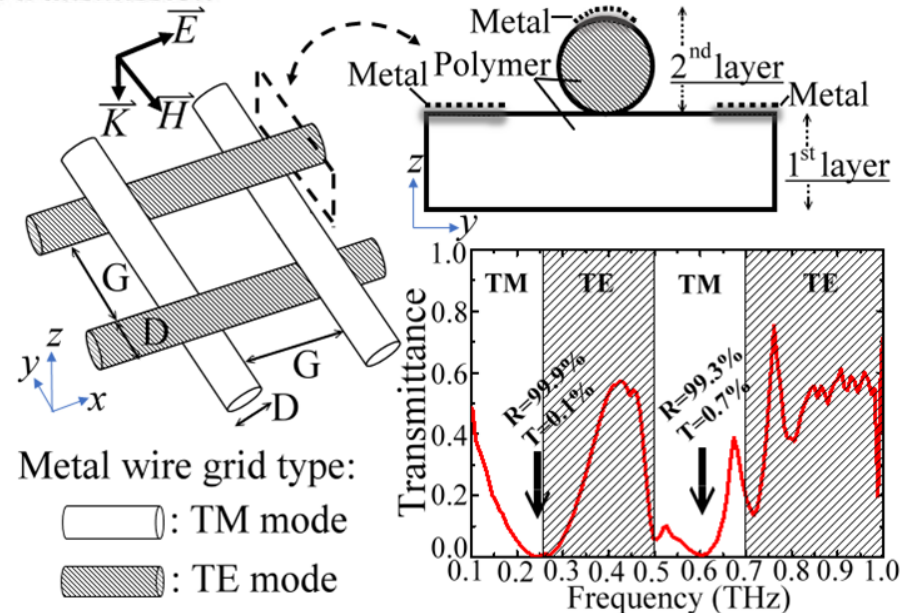 E
K
H
G
D
G
D
z
y
x
Metal wire grid type:
: TM mode
: TE mode
Metal
Metal
Polymer
Metal
2nd layer
1st layer
z
y
TM
TE
TM
TE
R=99.9%
T=0.1%
R=99.3%
T=0.7%
Transmittance
1.0
0.8
0.6
0.4
0.2
0.0
0.1 0.2 0.3 0.4 0.5 0.6 0.7 0.8 0.9 1.0
Frequency (THz)